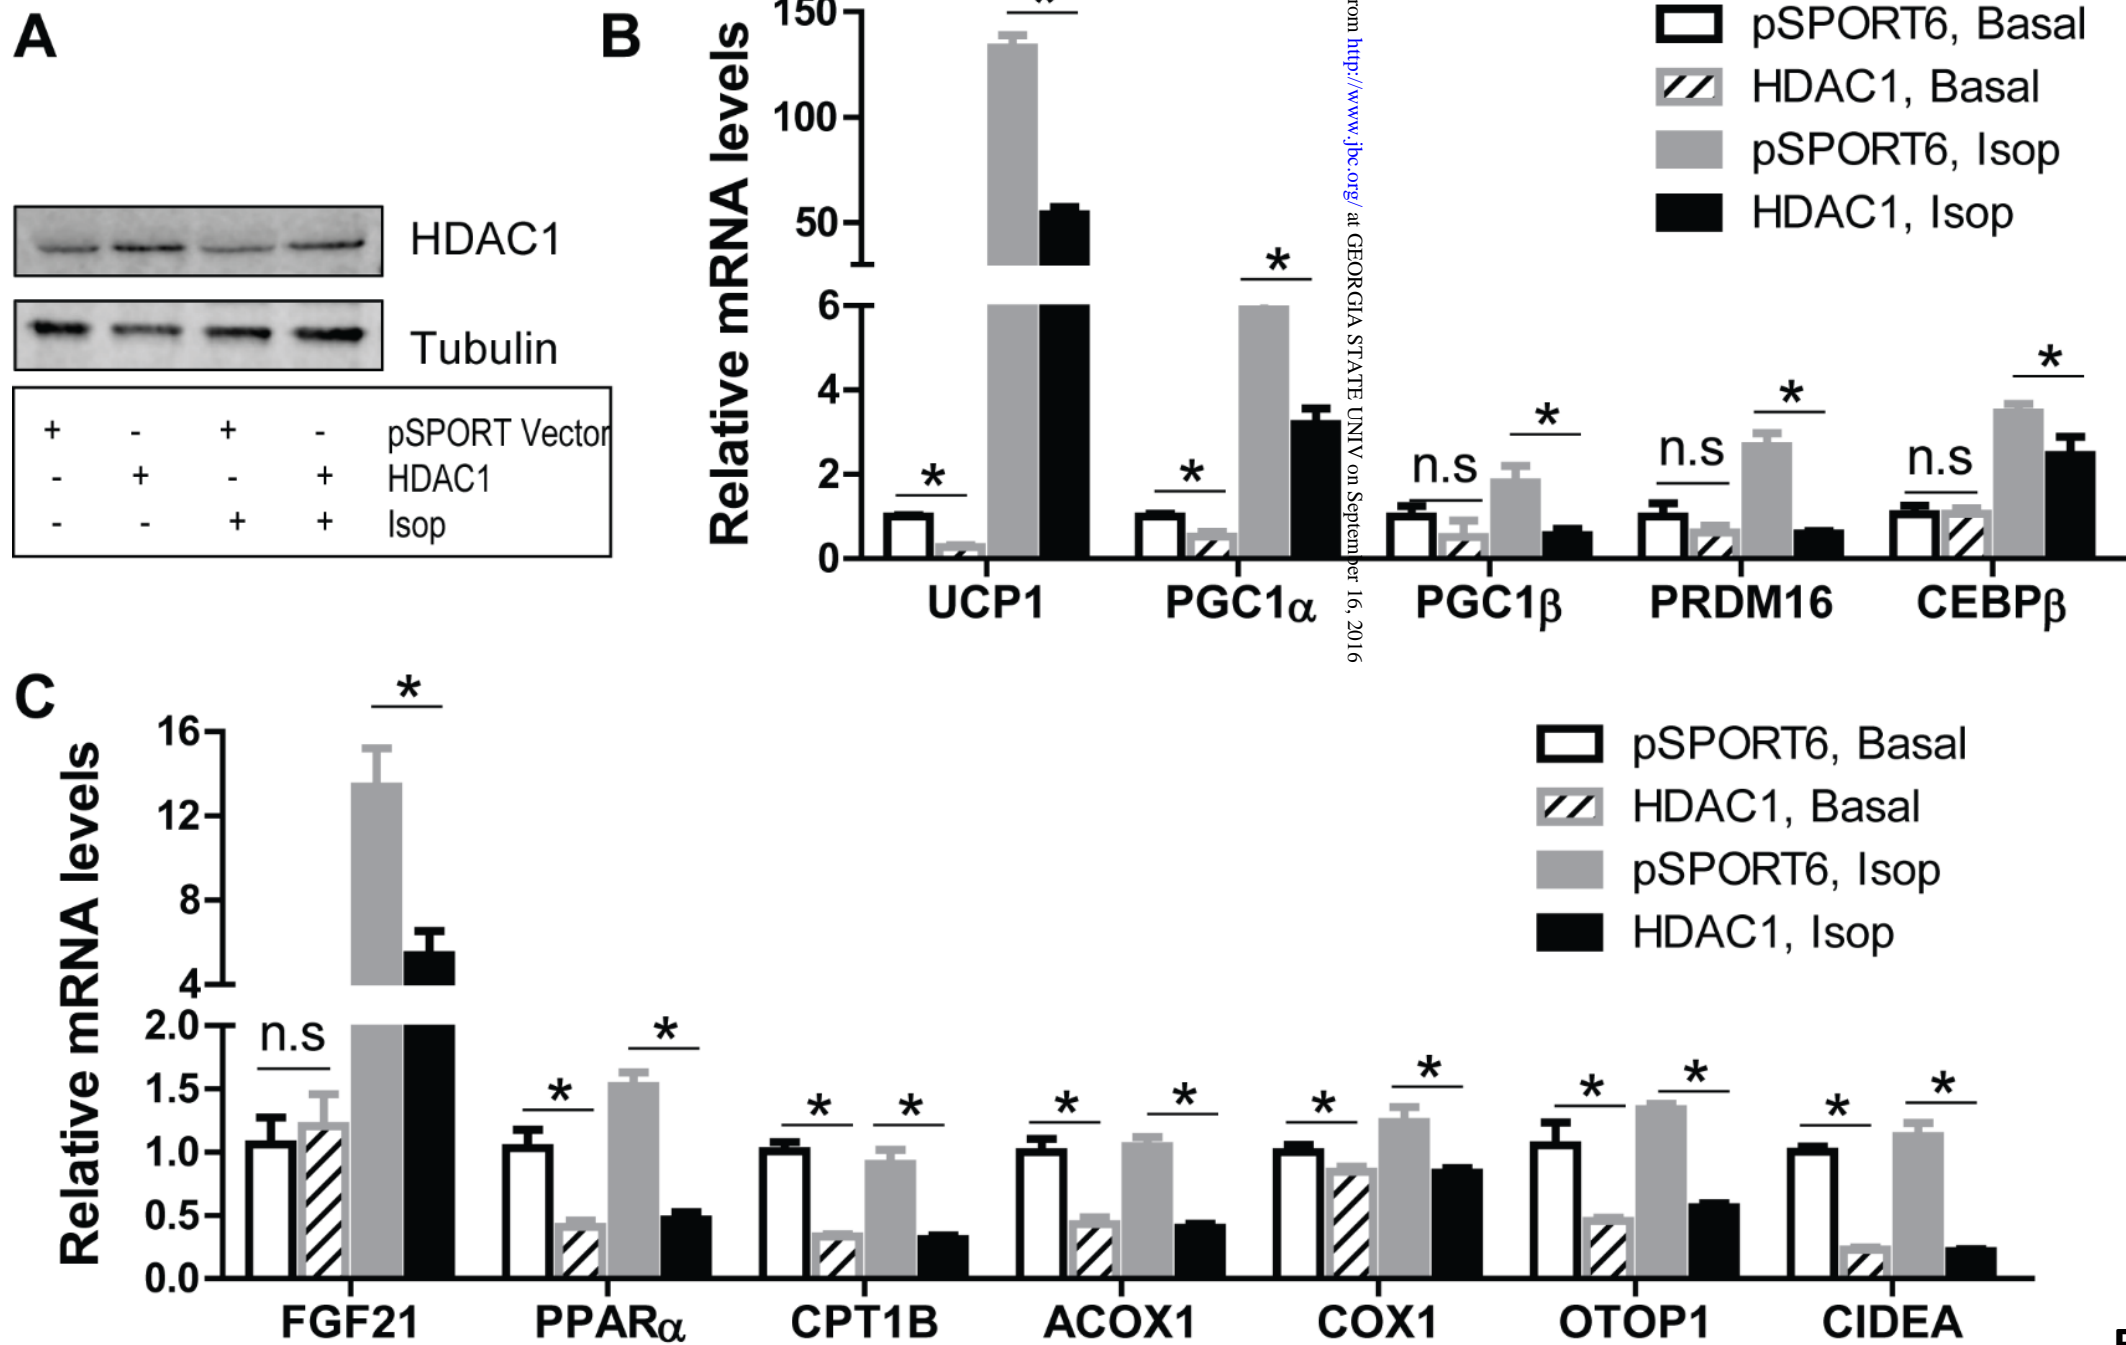 A
HDAC1
Tubulin
+ - + - pSPORT Vector
- + - + HDAC1
- - + + Isop
B
Relative mRNA levels
150
100
50
6
4
2
0
*
*
*
*
n.s
*
n.s
*
n.s
*
UCP1 PGC1α PGC1β PRDM16 CEBPβ
pSPORT6, Basal
HDAC1, Basal
pSPORT6, Isop
HDAC1, Isop
rom http://www.jbc.org/ at GEORGIA STATE UNIV on September 16, 2016
C
Relative mRNA levels
16
12
8
4
2.0
1.5
1.0
0.5
0.0
n.s
*
*
*
*
*
*
*
*
*
*
*
*
*
FGF21 PPARα CPT1B ACOX1 COX1 OTOP1 CIDEA
pSPORT6, Basal
HDAC1, Basal
pSPORT6, Isop
HDAC1, Isop